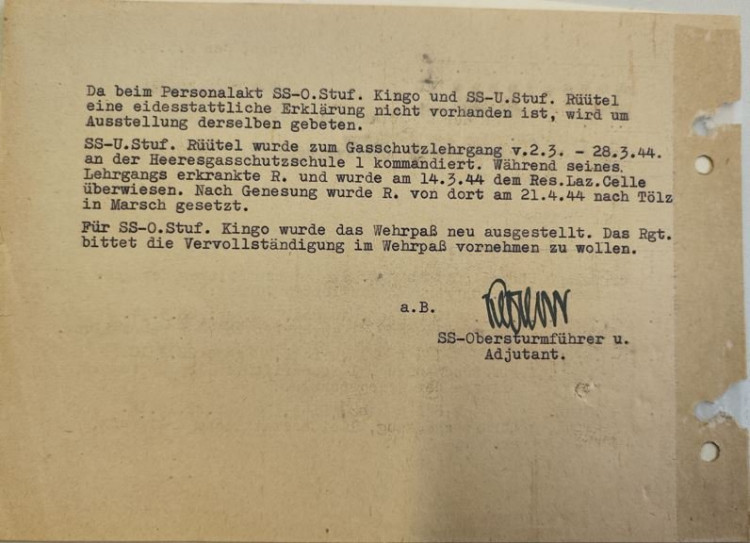 Da beim Personalakt SS-O.Stuf. Kingo und SS-U.Stuf. Rüütel
eine eidesstattliche Erklärung nicht vorhanden ist, wird um
Ausstellung derselben gebeten.
SS-U.Stuf. Rüütel wurde zum Gasschutzlehrgang v.2.3. - 28.3.44.
an der Heeresgasschutzschule 1 kommandiert. Während seines
Lehrgangs erkrankte R. und wurde am 14.3.44 dem Res.Laz.Celle
überwiesen. Nach Genesung wurde R. von dort am 21.4.44 nach Tölz
in Marsch gesetzt.
Für SS-O.Stuf. Kingo wurde das Wehrpaß neu ausgestellt. Das Rgt.
bittet die Vervollständigung im Wehrpaß vornehmen zu wollen.
a.B.
SS-Obersturmführer u.
Adjutant.